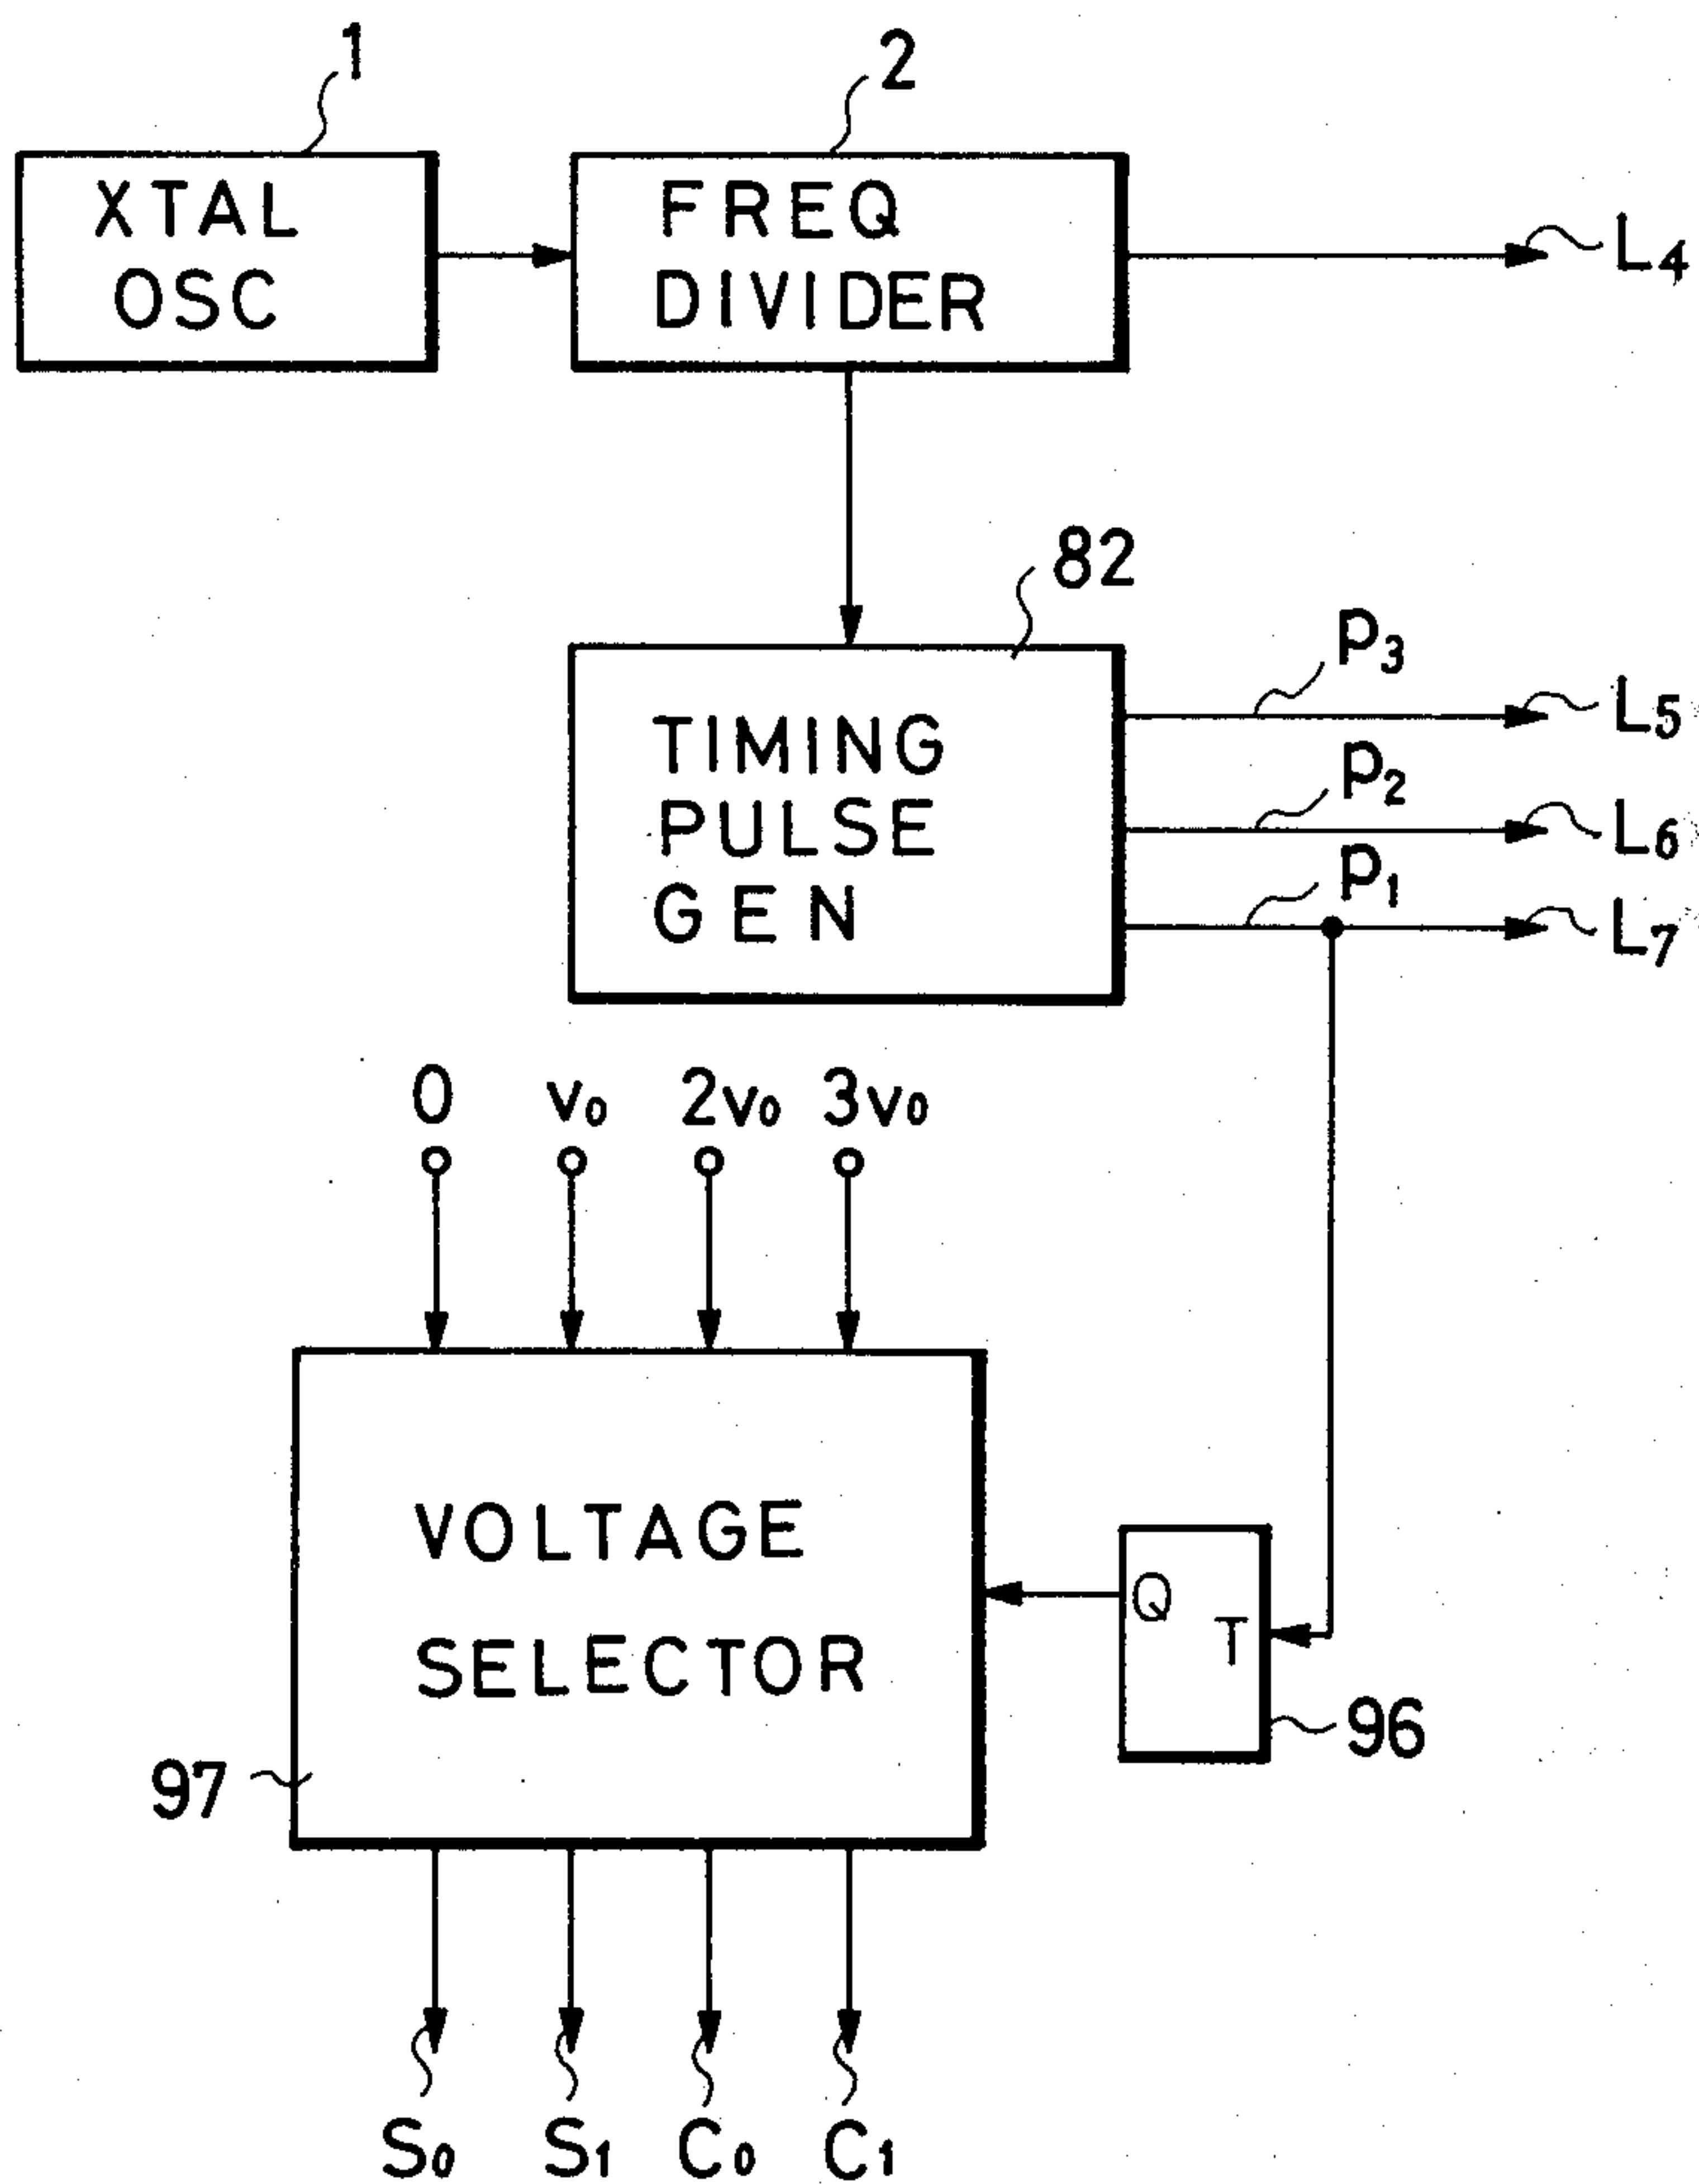 1
2
XTAL
OSC
FREQ
DIVIDER
L4
82
TIMING
PULSE
GEN
p3
L5
p2
L6
p1
L7
0 v0 2v0 3v0
VOLTAGE
SELECTOR
Q
T
96
97
S0 S1 C0 C1